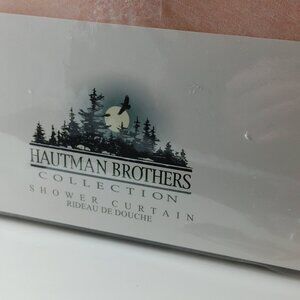 HAUTMAN BROTHERS
COLLECTION
SHOWER CURTAIN
RIDEAU DE DOUCHE